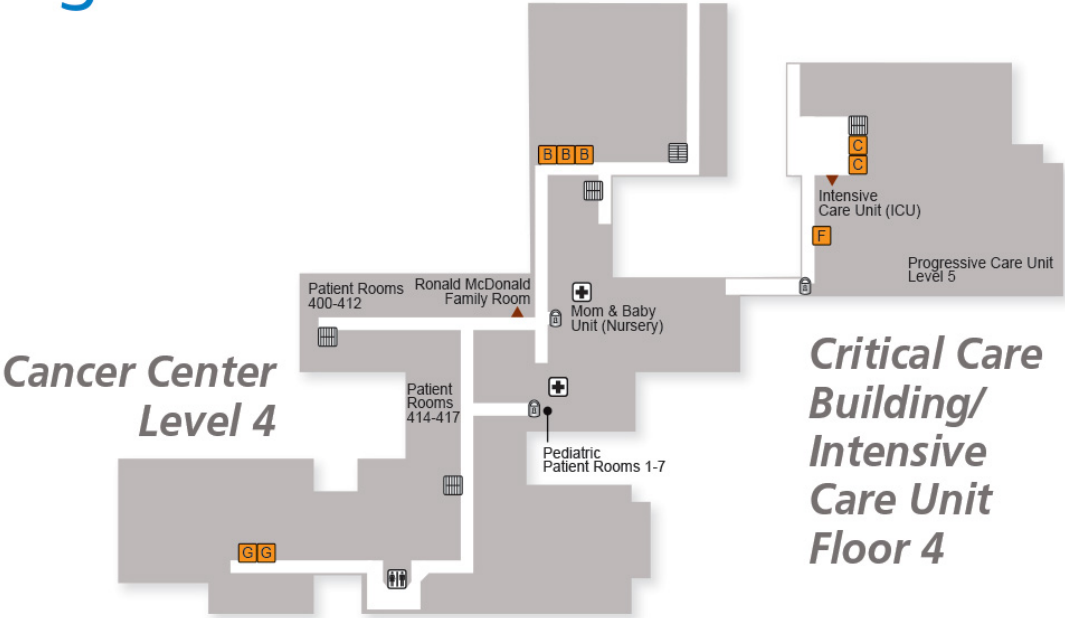 g
B B B
C
C
Intensive
Care Unit (ICU)
F
Progressive Care Unit
Level 5
Patient Rooms
400-412
Ronald McDonald
Family Room
Mom & Baby
Unit (Nursery)
Cancer Center
Level 4
Patient
Rooms
414-417
Pediatric
Patient Rooms 1-7
Critical Care
Building/
Intensive
Care Unit
Floor 4
G G